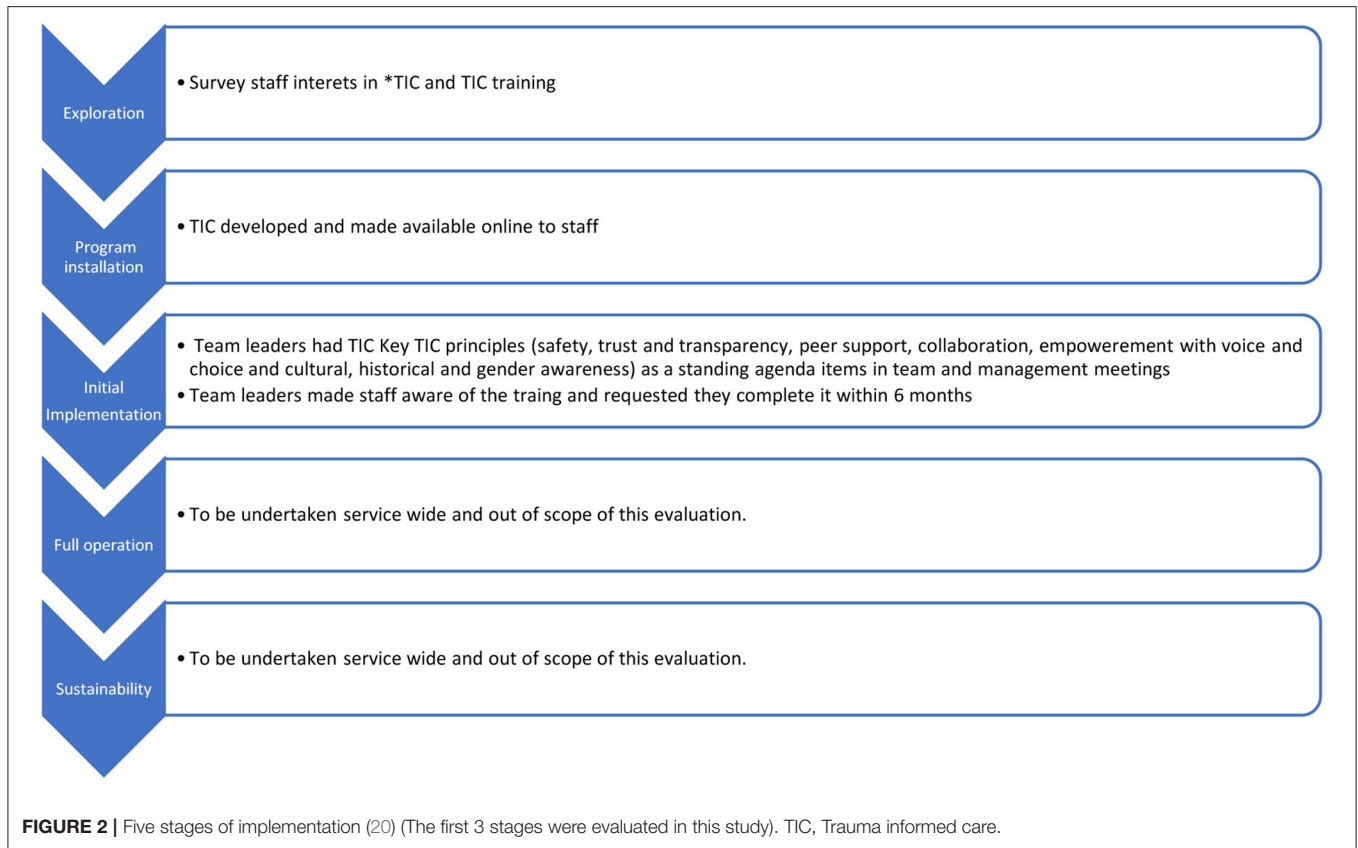 Exploration
• Survey staff interets in *TIC and TIC training
Program
installation
• TIC developed and made available online to staff
Initial
Implementation
• Team leaders had TIC Key TIC principles (safety, trust and transparency, peer support, collaboration, empowerement with voice and
choice and cultural, historical and gender awareness) as a standing agenda items in team and management meetings
• Team leaders made staff aware of the traing and requested they complete it within 6 months
Full operation
• To be undertaken service wide and out of scope of this evaluation.
Sustainability
• To be undertaken service wide and out of scope of this evaluation.
FIGURE 2 | Five stages of implementation (20) (The first 3 stages were evaluated in this study). TIC, Trauma informed care.